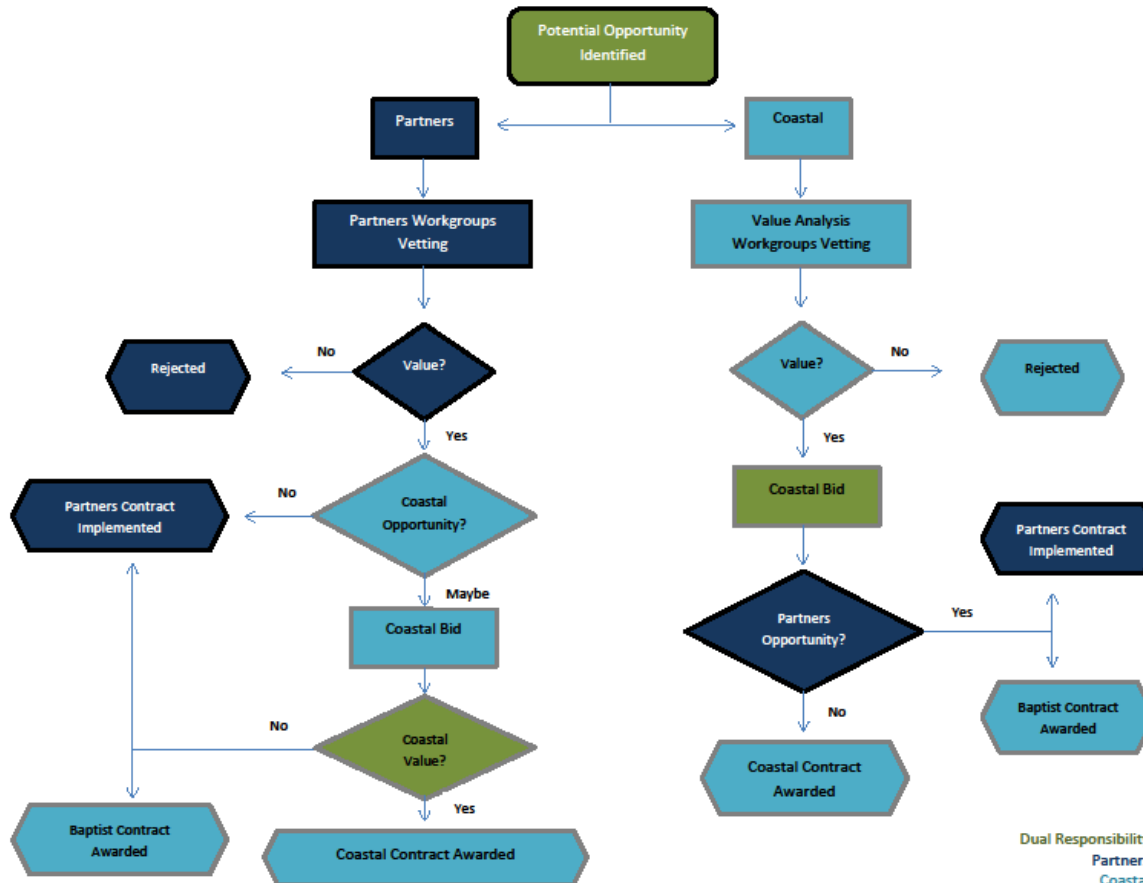 Potential Opportunity
Identified
Partners
Coastal
Partners Workgroups
Vetting
Value Analysis
Workgroups Vetting
Rejected
No
Value?
Value?
No
Rejected
Yes
Yes
Partners Contract
Implemented
No
Coastal
Opportunity?
Coastal Bid
Partners Contract
Implemented
Maybe
Coastal Bid
Partners
Opportunity?
Yes
No
Coastal
Value?
No
Baptist Contract
Awarded
Coastal Contract
Awarded
Yes
Baptist Contract
Awarded
Coastal Contract Awarded
Dual Responsibility
Partner
Coastal